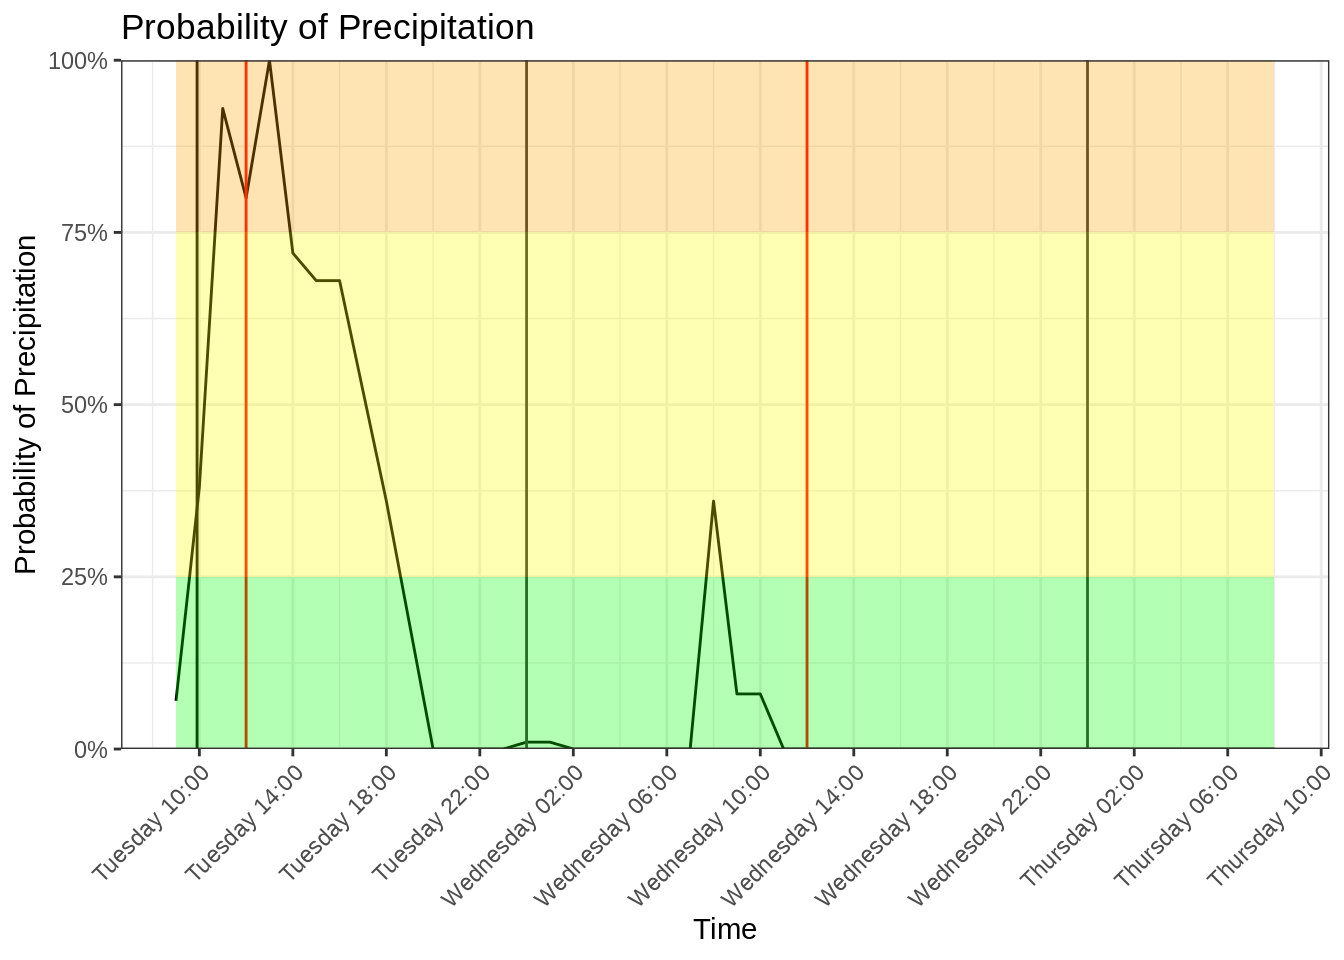 Probability of Precipitation
Probability of Precipitation
100%
75%
50%
25%
0%
Tuesday 10:00
Tuesday 14:00
Tuesday 18:00
Tuesday 22:00
Wednesday 02:00
Wednesday 06:00
Wednesday 10:00
Wednesday 14:00
Wednesday 18:00
Wednesday 22:00
Thursday 02:00
Thursday 06:00
Thursday 10:00
Time